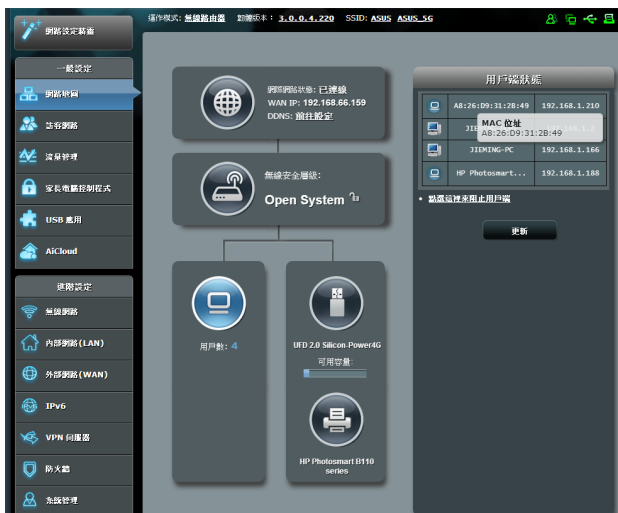 運作模式: 無線路由器 韌體版本: 3.0.0.4.220 SSID: ASUS ASUS_5G
網路設定精靈
一般設定
網路地圖
訪客網路
流量管理
家長電腦控制程式
USB 應用
AiCloud
進階設定
無線網路
內部網路(LAN)
外部網路(WAN)
IPv6
VPN 伺服器
防火牆
系統管理
網際網路狀態: 已連線
WAN IP: 192.168.66.159
DDNS: 前往設定
無線安全層級:
Open System
用戶數: 4
UFD 2.0 Silicon-Power4G
可用容量:
HP Photosmart B110
series
用戶端狀態
A8:26:D9:31:2B:49 192.168.1.210
MAC 位址
A8:26:D9:31:2B:49
JIEMING-PC 192.168.1.166
HP Photosmart... 192.168.1.188
點選這裡來阻止用戶端
更新